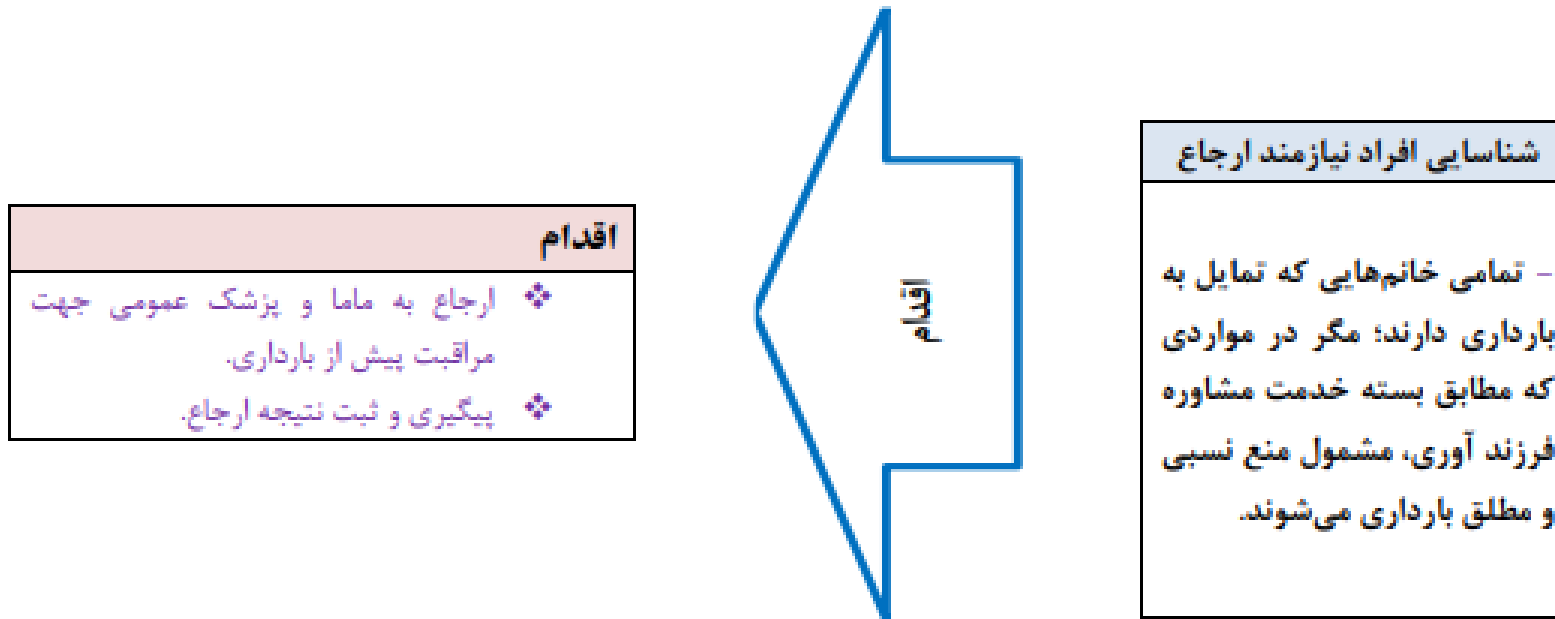 شناسایی افراد نیازمند ارجاع
- تمامی خانم‌هایی که تمایل به
بارداری دارند؛ مگر در مواردی
که مطابق بسته خدمت مشاوره
فرزند آوری، مشمول منع نسبی
و مطلق بارداری می‌شوند.
اقدام
اقدام
❖ ارجاع به ماما و پزشک عمومی جهت
مراقبت پیش از بارداری.
❖ پیگیری و ثبت نتیجه ارجاع.